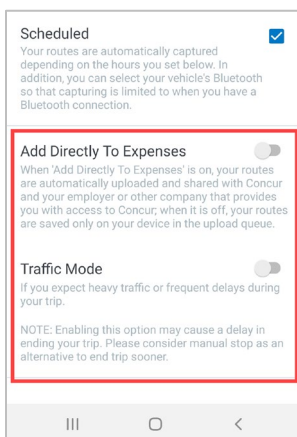 Scheduled
Your routes are automatically captured
depending on the hours you set below. In
addition, you can select your vehicle's Bluetooth
so that capturing is limited to when you have a
Bluetooth connection.
Add Directly To Expenses
When 'Add Directly To Expenses' is on, your routes
are automatically uploaded and shared with Concur
and your employer or other company that provides
you with access to Concur; when it is off, your routes
are saved only on your device in the upload queue.
Traffic Mode
If you expect heavy traffic or frequent delays during
your trip.
NOTE: Enabling this option may cause a delay in
ending your trip. Please consider manual stop as an
alternative to end trip sooner.